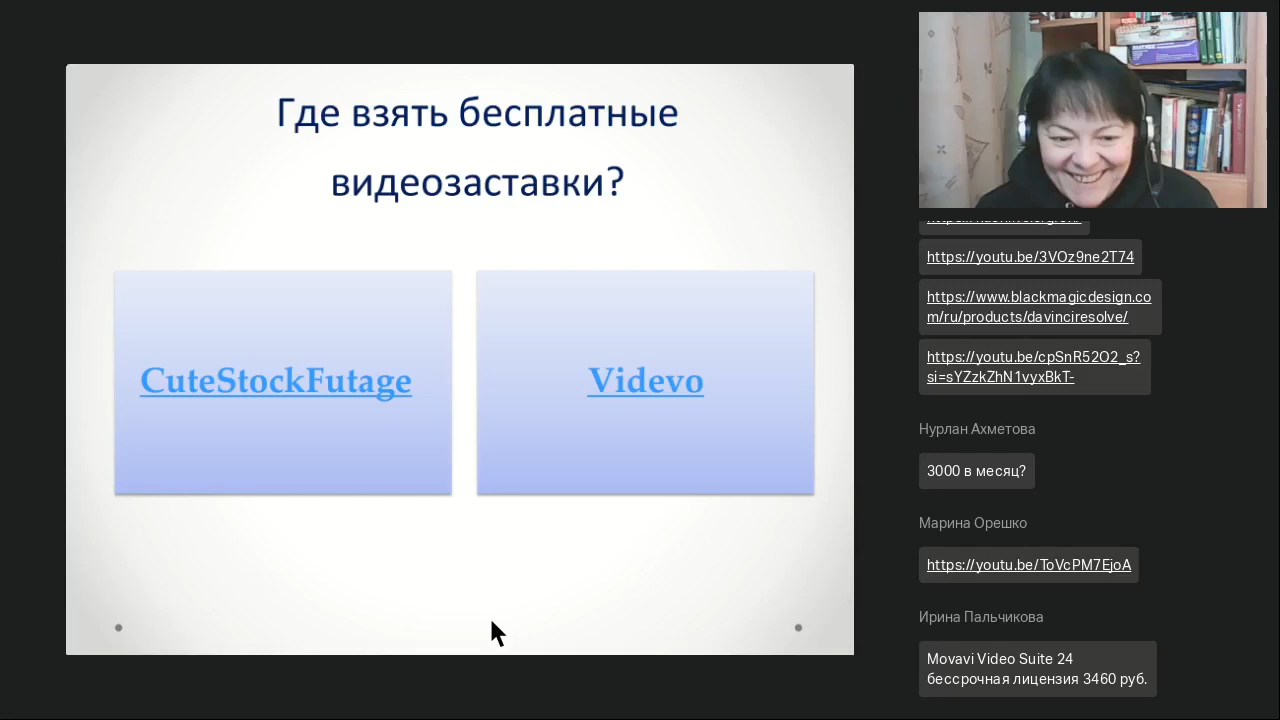 Где взять бесплатные
видеозаставки?
CuteStockFutage
Videvo
https://youtu.be/3VOz9ne2T74
https://www.blackmagicdesign.co
m/ru/products/davinciresolve/
https://youtu.be/cpSnR52O2_s?
si=sYZzkZhN1vyxBkT-
Нурлан Ахметова
3000 в месяц?
Марина Орешко
https://youtu.be/ToVcPM7EjoA
Ирина Пальчикова
Movavi Video Suite 24
бессрочная лицензия 3460 руб.